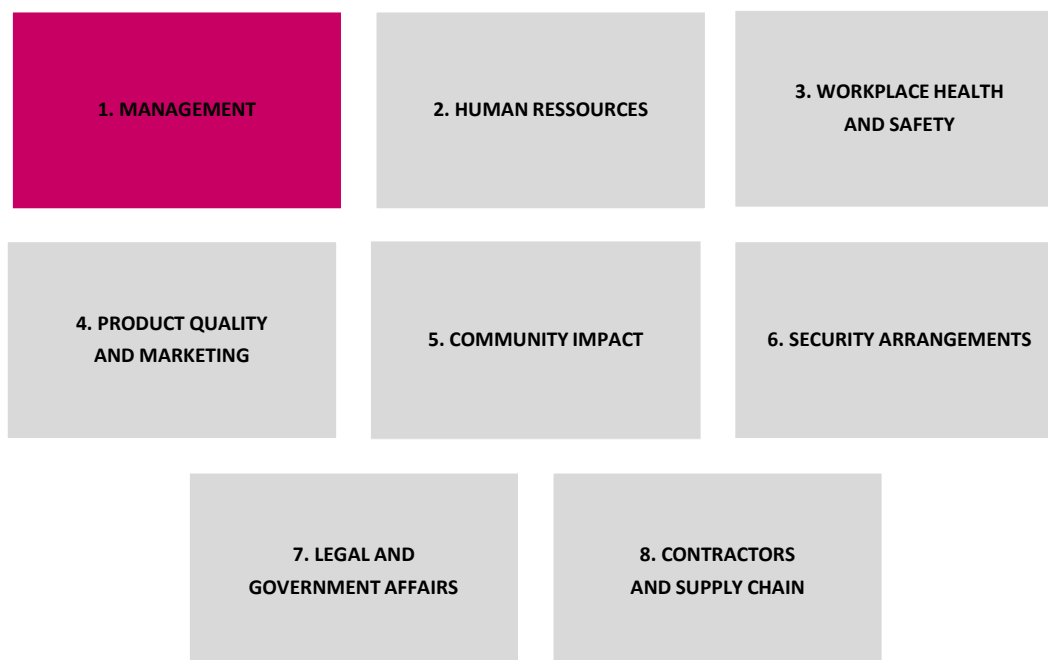 1. MANAGEMENT
2. HUMAN RESSOURCES
3. WORKPLACE HEALTH
AND SAFETY
4. PRODUCT QUALITY
AND MARKETING
5. COMMUNITY IMPACT
6. SECURITY ARRANGEMENTS
7. LEGAL AND
GOVERNMENT AFFAIRS
8. CONTRACTORS
AND SUPPLY CHAIN